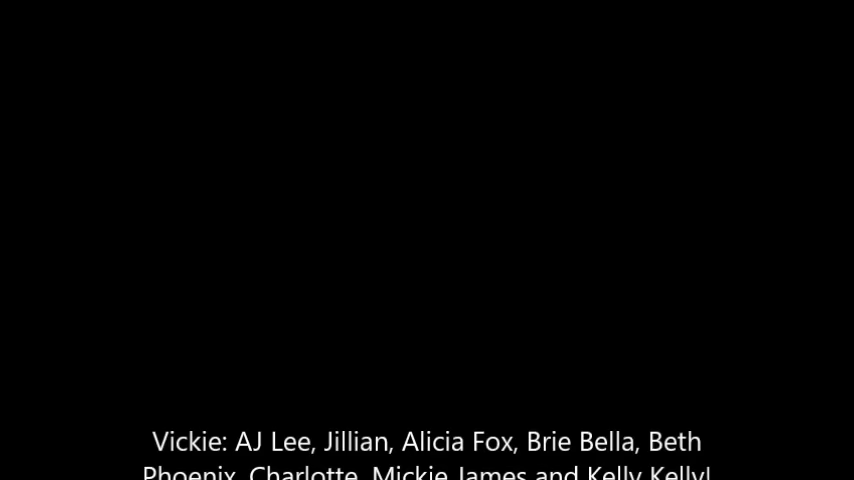 Vickie: AJ Lee, Jillian, Alicia Fox, Brie Bella, Beth
Phoenix, Charlotte, Mickie James and Kelly Kelly!